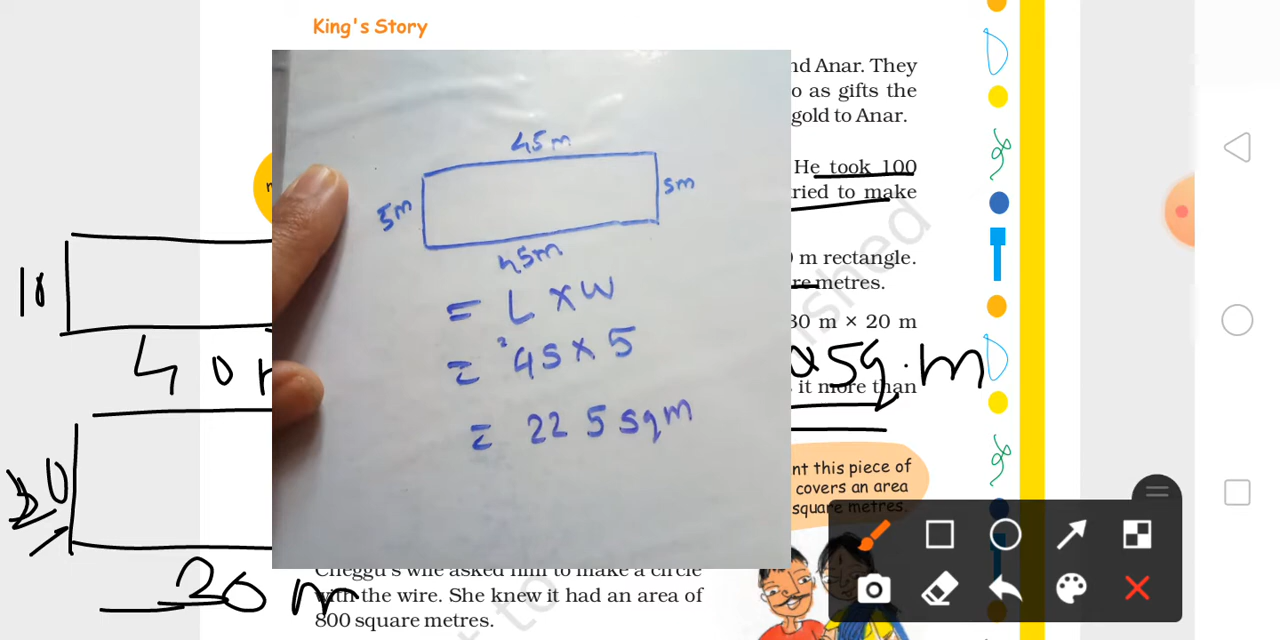 King's Story
nd Anar. They
o as gifts the
gold to Anar.
He took 100
ried to make
0 m rectangle.
re metres.
30 m × 20 m
sq.m
it more than
nt this piece of
covers an area
square metres.
45m
5m
5m
45m
= L x W
= 45 x 5
= 225 sqm
10
40
20 m
Cheggu's wife asked him to make a circle
with the wire. She knew it had an area of
800 square metres.